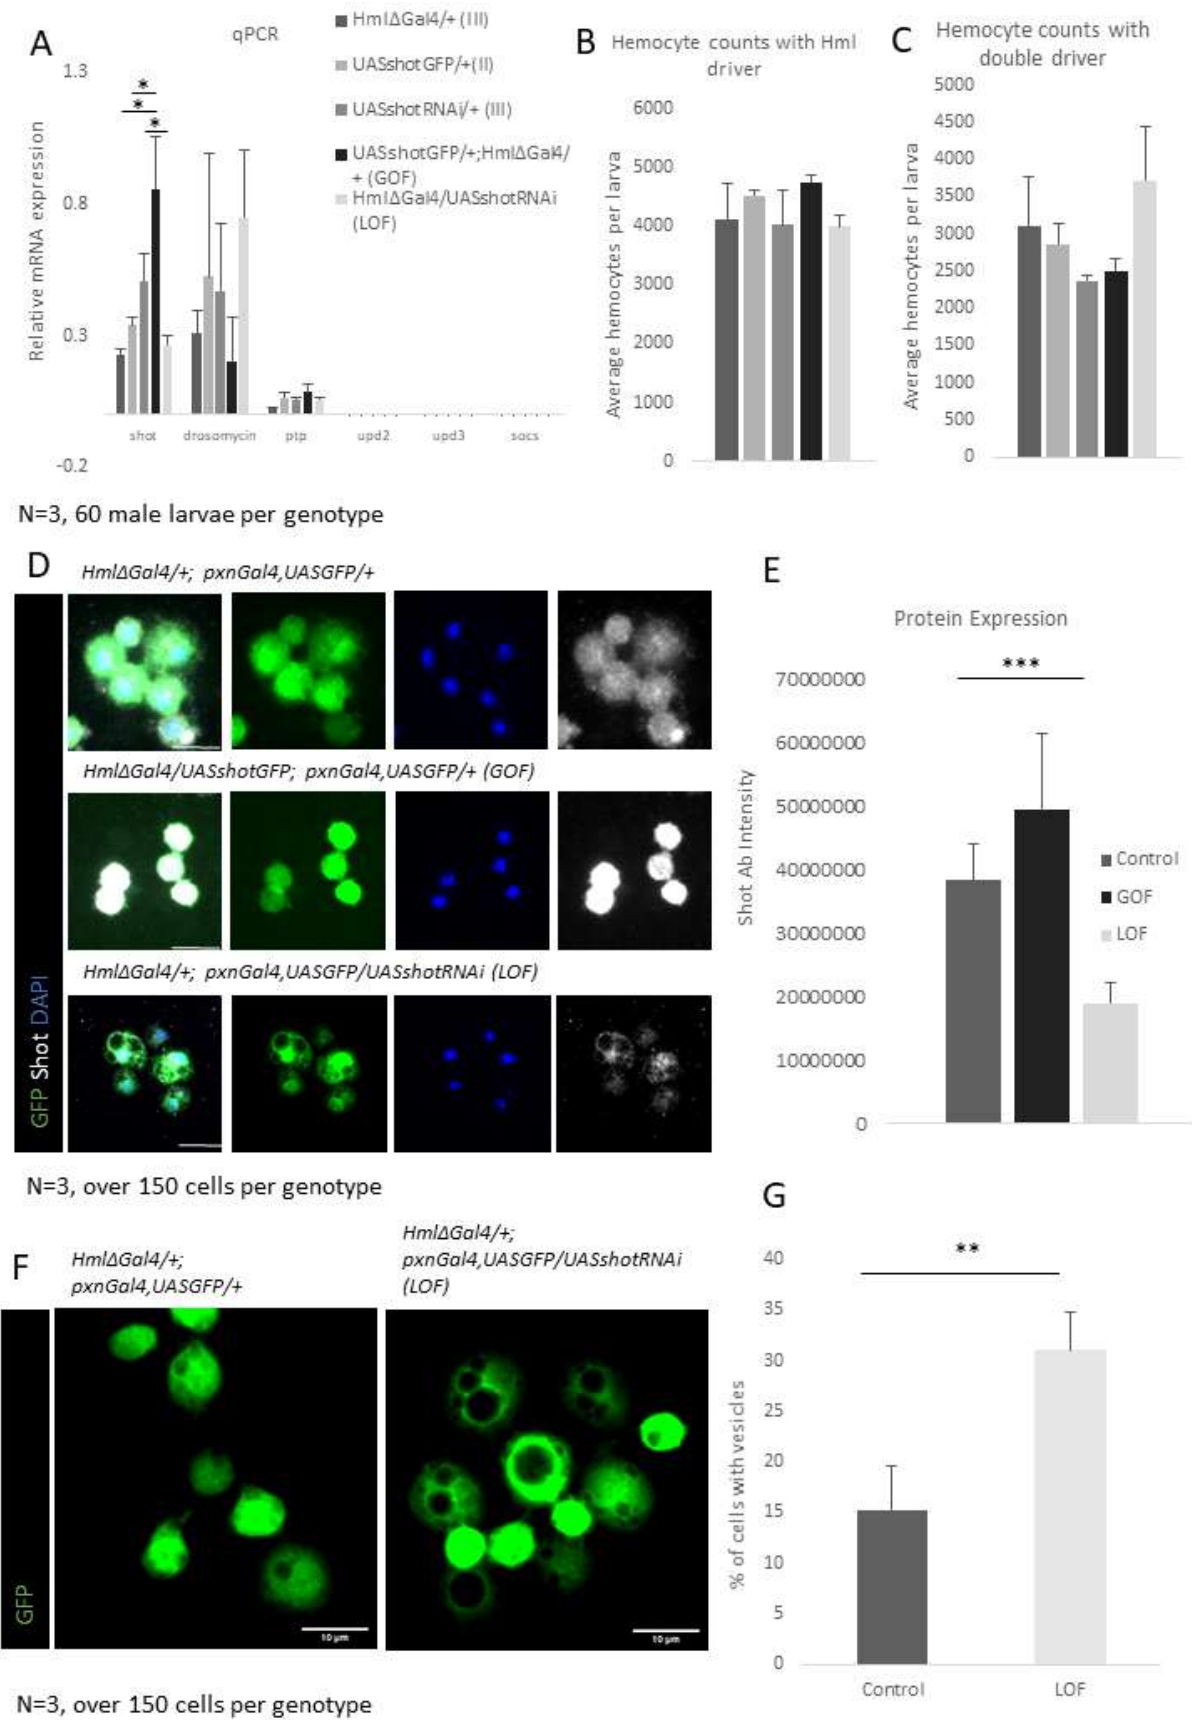 A
qPCR
1.3
0.8
0.3
-0.2
Relative mRNA expression
*
*
*
shot
drosomycin
ptp
upd2
upd3
socs
HmlΔGal4/+ (III)
UASshotGFP/+(II)
UASshotRNAi/+ (III)
UASshotGFP/+;HmlΔGal4/
+ (GOF)
HmlΔGal4/UASshotRNAi
(LOF)
B
Hemocyte counts with Hml
driver
Average hemocytes per larva
6000
5000
4000
3000
2000
1000
0
C
Hemocyte counts with
double driver
Average hemocytes per larva
5000
4500
4000
3500
3000
2500
2000
1500
1000
500
0
N=3, 60 male larvae per genotype
D
HmlΔGal4/+; pxnGal4,UASGFP/+
HmlΔGal4/UASshotGFP; pxnGal4,UASGFP/+ (GOF)
HmlΔGal4/+; pxnGal4,UASGFP/UASshotRNAi (LOF)
GFP Shot DAPI
N=3, over 150 cells per genotype
E
Protein Expression
***
Shot Ab Intensity
70000000
60000000
50000000
40000000
30000000
20000000
10000000
0
Control
GOF
LOF
F
HmlΔGal4/+;
pxnGal4,UASGFP/+
HmlΔGal4/+;
pxnGal4,UASGFP/UASshotRNAi
(LOF)
GFP
10 µm
10 µm
G
**
% of cells with vesicles
40
35
30
25
20
15
10
5
0
Control
LOF
N=3, over 150 cells per genotype